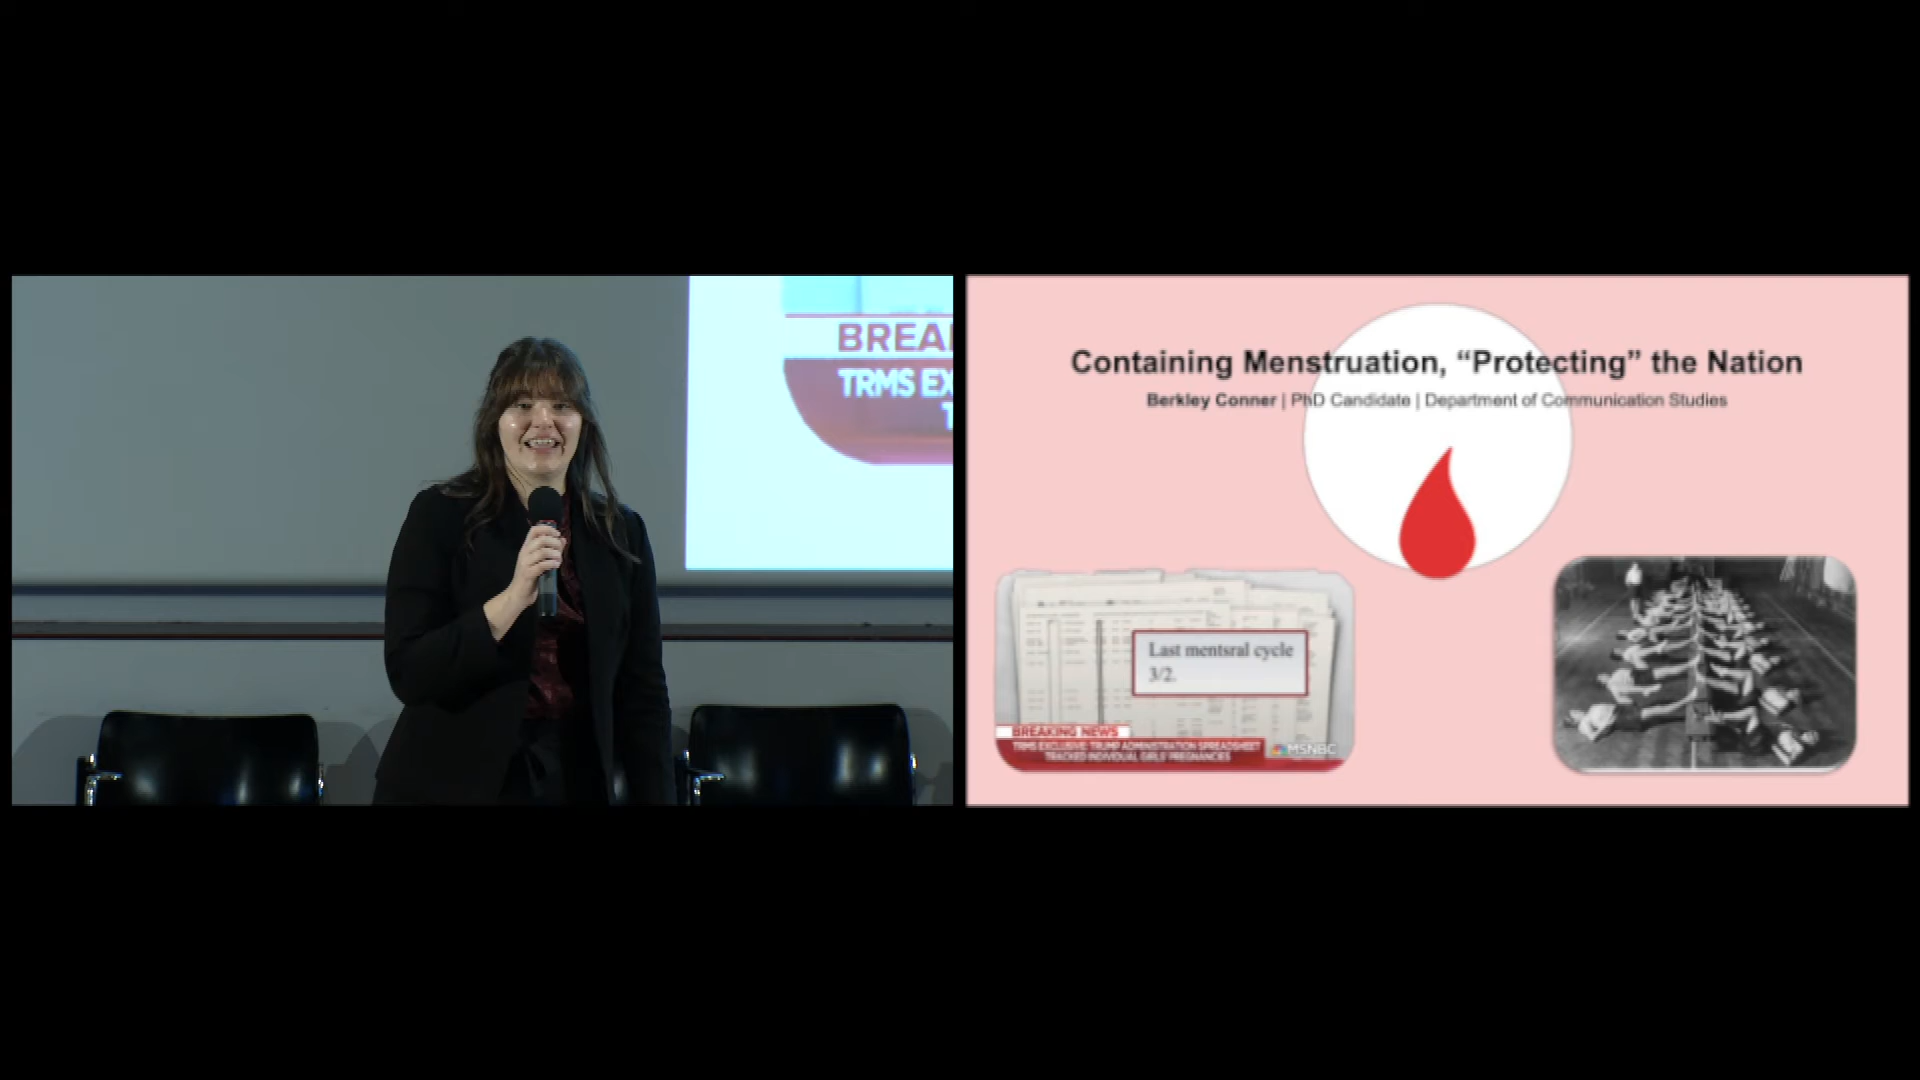 BREA
TRMS EX
T
Containing Menstruation, “Protecting” the Nation
Berkley Conner | PhD Candidate | Department of Communication Studies
Last mentsral cycle
3/2.
BREAKING NEWS
TRMS EXCLUSIVE: TRUMP ADMINISTRATION SPREADSHEET
TRACKED INDIVIDUAL GIRLS' PREGNANCIES
MSNBC